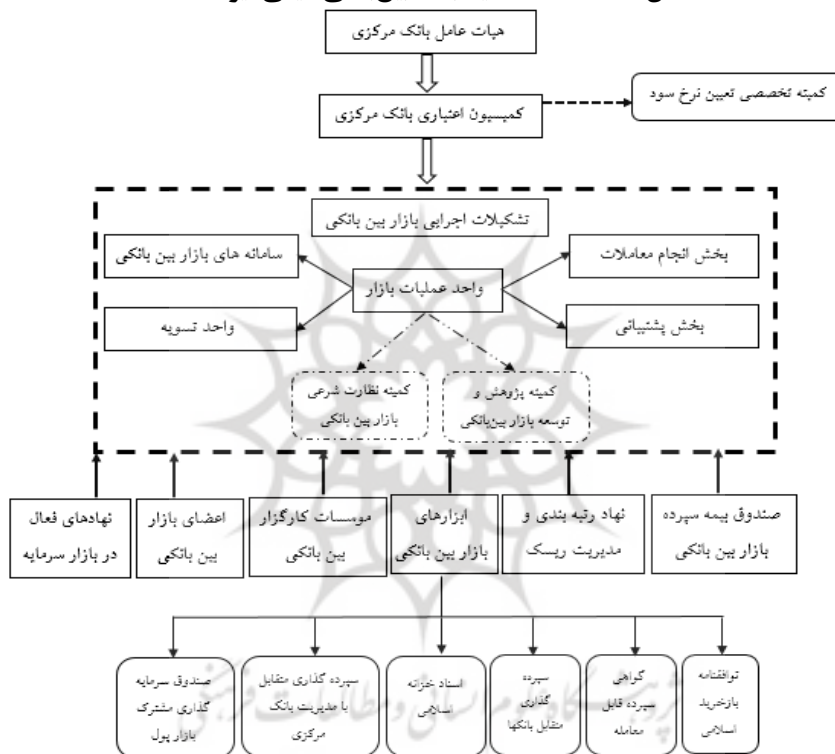 هیات عامل بانک مرکزی
کمیته تخصصی تعیین نرخ سود
کمیسیون اعتباری بانک مرکزی
تشکیلات اجرایی بازار بین بانکی
بخش انجام معاملات
سامانه های بازار بین بانکی
واحد عملیات بازار
بخش پشتیبانی
واحد تسویه
کمیته پژوهش و
توسعه بازار بین‌بانکی
کمیته نظارت شرعی
بازار بین بانکی
صندوق بیمه سپرده
بازار بین بانکی
نهاد رتبه بندی و
مدیریت ریسک
ابزارهای
بازار بین بانکی
موسسات کارگزار
بین بانکی
اعضای بازار
بین بانکی
نهادهای فعال
در بازار سرمایه
توافقنامه
بازخرید
اسلامی
گواهی
سپرده قابل
معامله
سپرده
گذاری
متقابل بانکها
اسناد خزانه
اسلامی
سپرده گذاری متقابل
با مدیریت بانک
مرکزی
صندوق سرمایه
گذاری مشترک
بازار پول
پژوهشگاه علوم انسانی و مطالعات فرهنگی